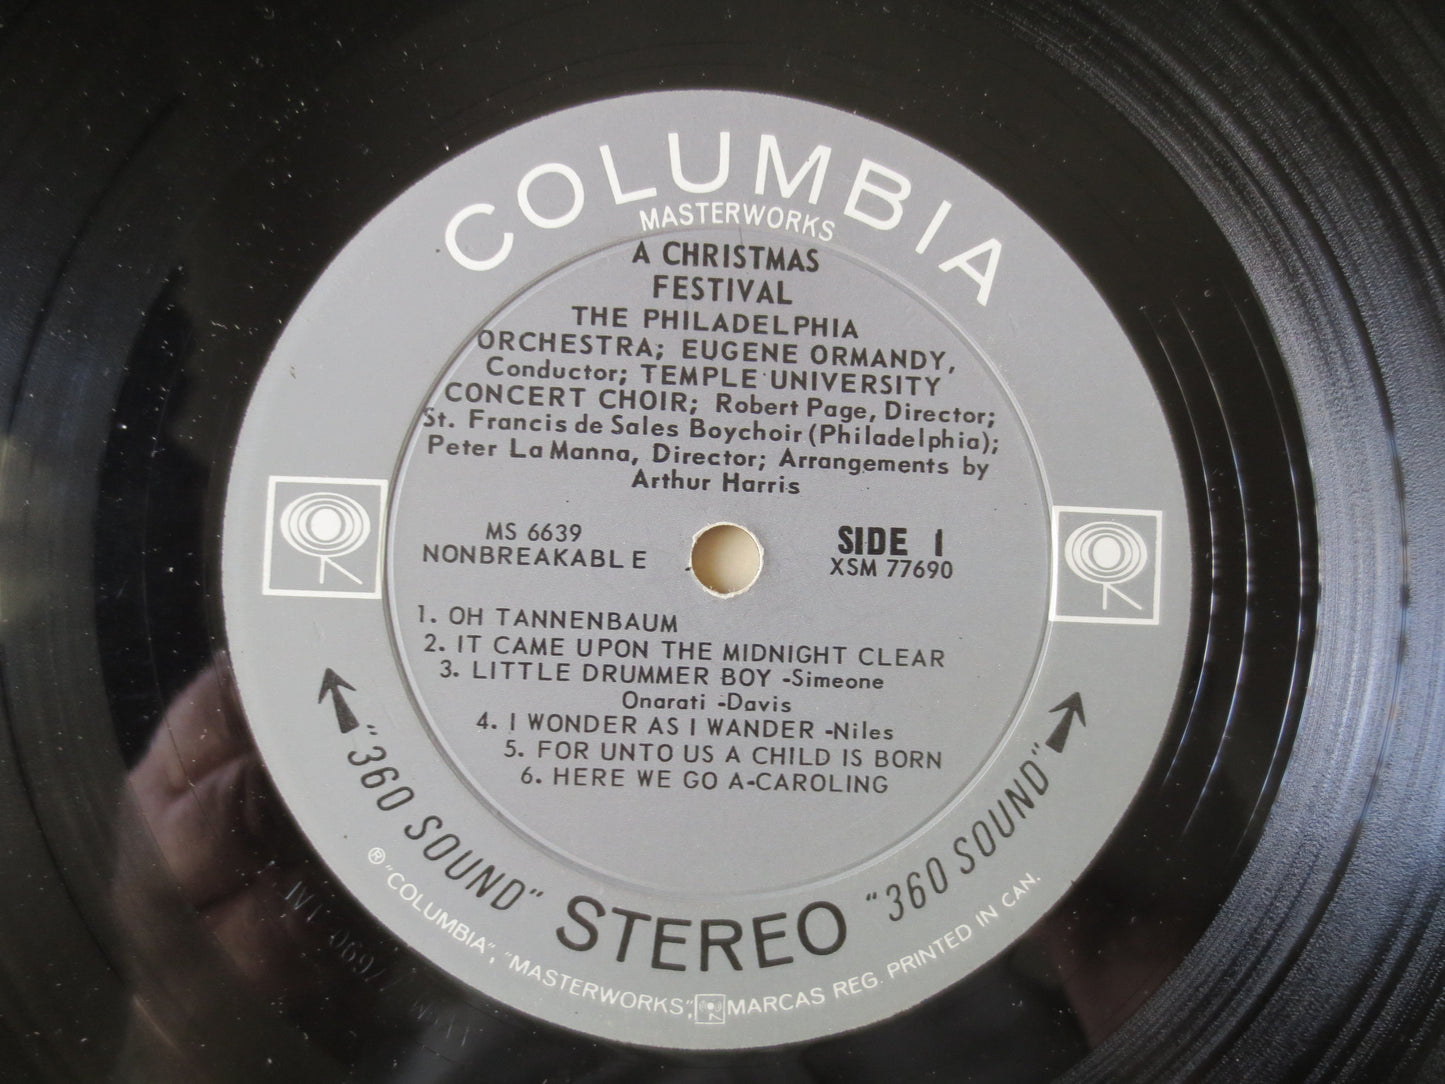 COLUMBIA
MASTERWORKS
A CHRISTMAS
FESTIVAL
THE PHILADELPHIA
ORCHESTRA; EUGENE ORMANDY,
Conductor; TEMPLE UNIVERSITY
CONCERT CHOIR; Robert Page, Director;
St. Francis de Sales Boychoir (Philadelphia);
Peter La Manna, Director; Arrangements by
Arthur Harris
MS 6639
NONBREAKABLE
SIDE 1
XSM 77690
1. OH TANNENBAUM
2. IT CAME UPON THE MIDNIGHT CLEAR
3. LITTLE DRUMMER BOY -Simeone
Onarati -Davis
4. I WONDER AS I WANDER -Niles
5. FOR UNTO US A CHILD IS BORN
6. HERE WE GO A-CAROLING
"360 SOUND" STEREO "360 SOUND"
® "COLUMBIA", "MASTERWORKS", MARCAS REG. PRINTED IN CAN.